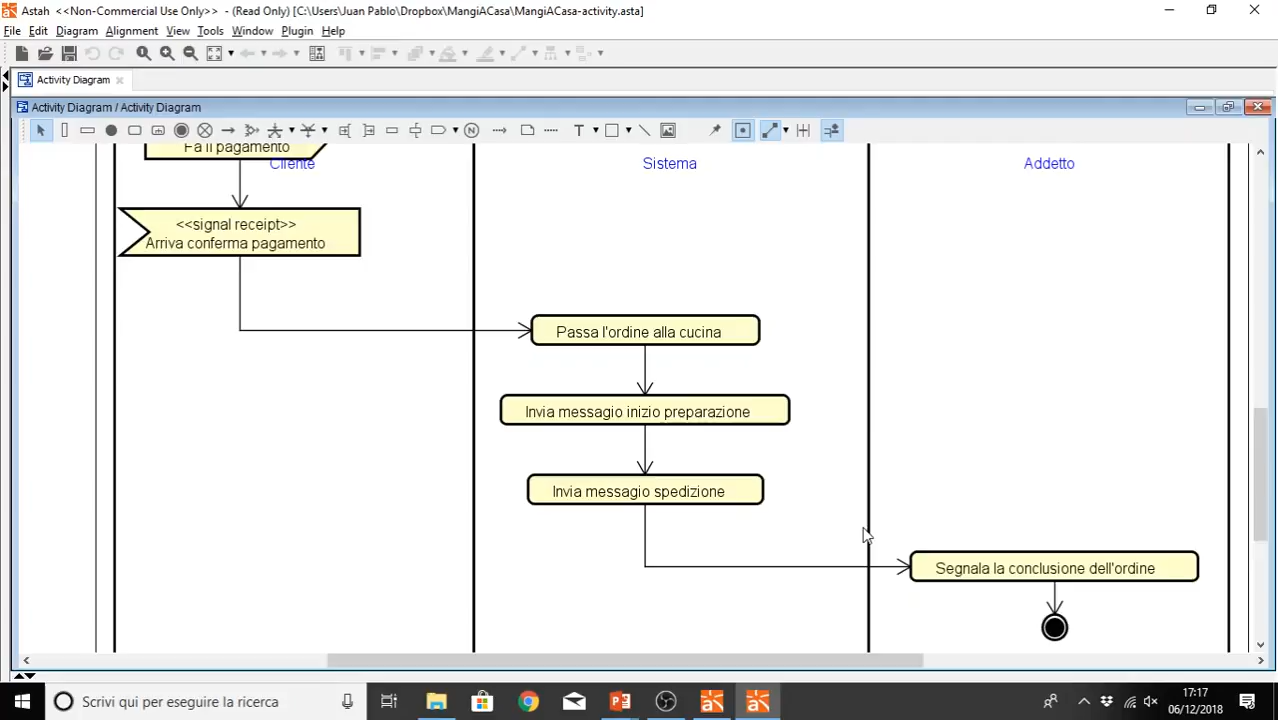 Astah <<Non-Commercial Use Only>> - (Read Only) [C:\Users\Juan Pablo\Dropbox\MangiACasa\MangiACasa-activity.asta]
File Edit Diagram Alignment View Tools Window Plugin Help
Activity Diagram
Activity Diagram / Activity Diagram
T
N
Fa il pagamento
Cliente Sistema Addetto
<<signal receipt>>
Arriva conferma pagamento
Passa l'ordine alla cucina
Invia messagio inizio preparazione
Invia messagio spedizione
Segnala la conclusione dell'ordine
Scrivi qui per eseguire la ricerca
17:17
06/12/2018